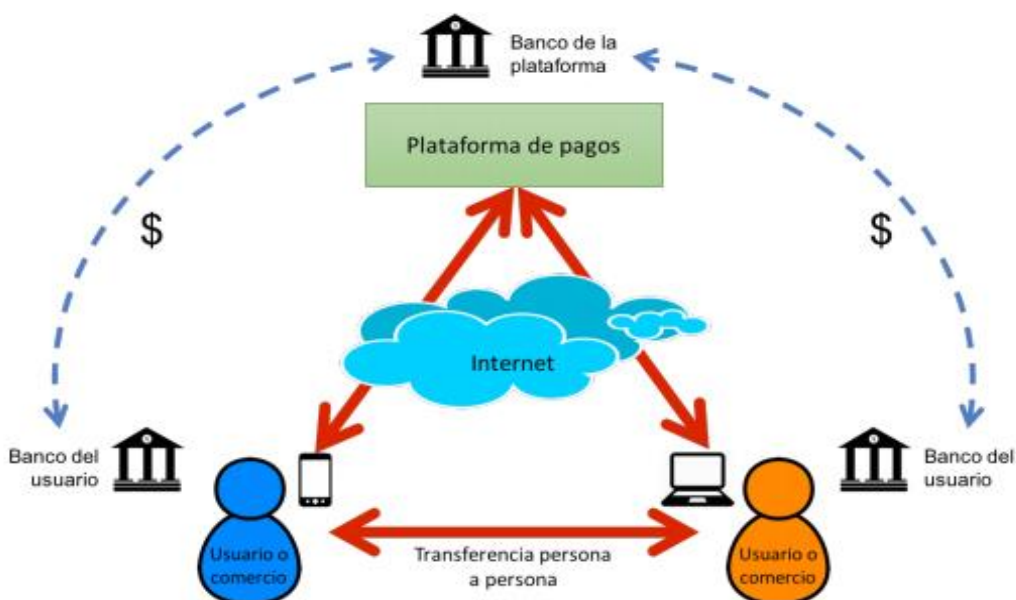 Banco de la
plataforma
Plataforma de pagos
$
$
Internet
Banco del
usuario
Banco del
usuario
Usuario o
comercio
Transferencia persona
a persona
Usuario o
comercio